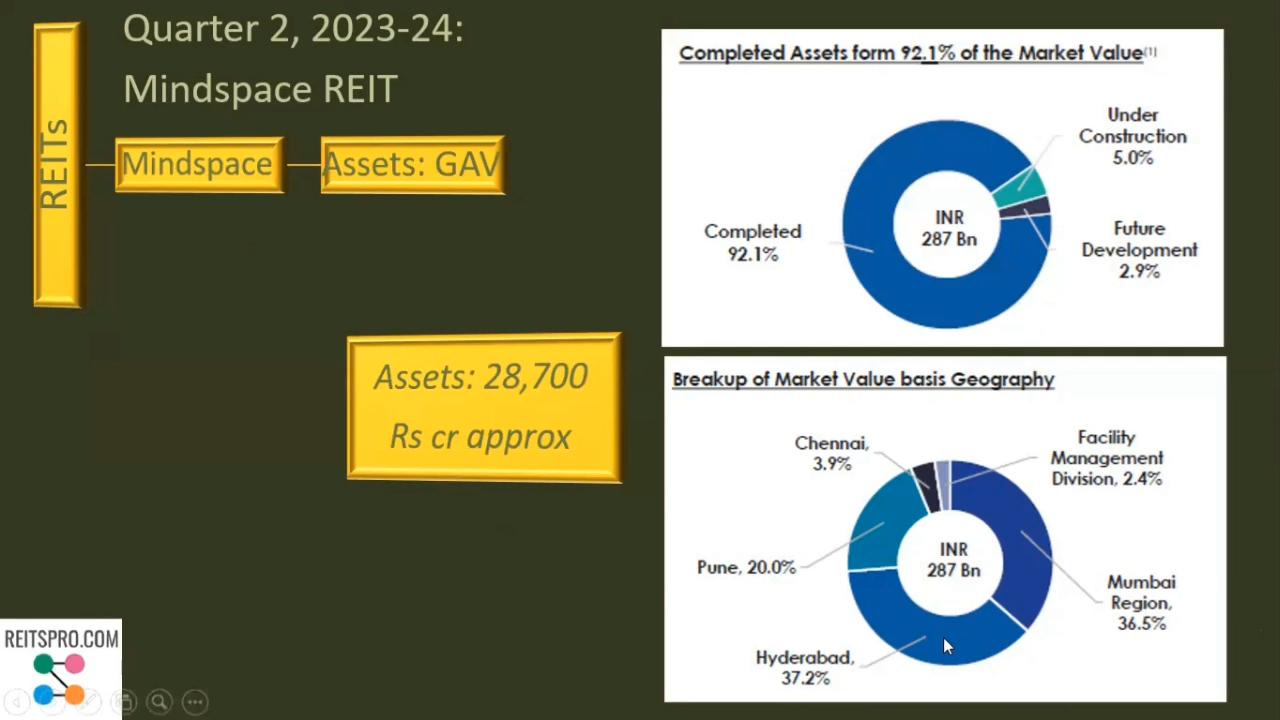 Quarter 2, 2023-24:
Mindspace REIT
REITs
Mindspace
Assets: GAV
Assets: 28,700
Rs cr approx
Completed Assets form 92.1% of the Market Value(1)
Under
Construction
5.0%
Completed
92.1%
INR
287 Bn
Future
Development
2.9%
Breakup of Market Value basis Geography
Chennai,
3.9%
Facility
Management
Division, 2.4%
Pune, 20.0%
INR
287 Bn
Mumbai
Region,
36.5%
Hyderabad,
37.2%
REITSPRO.COM